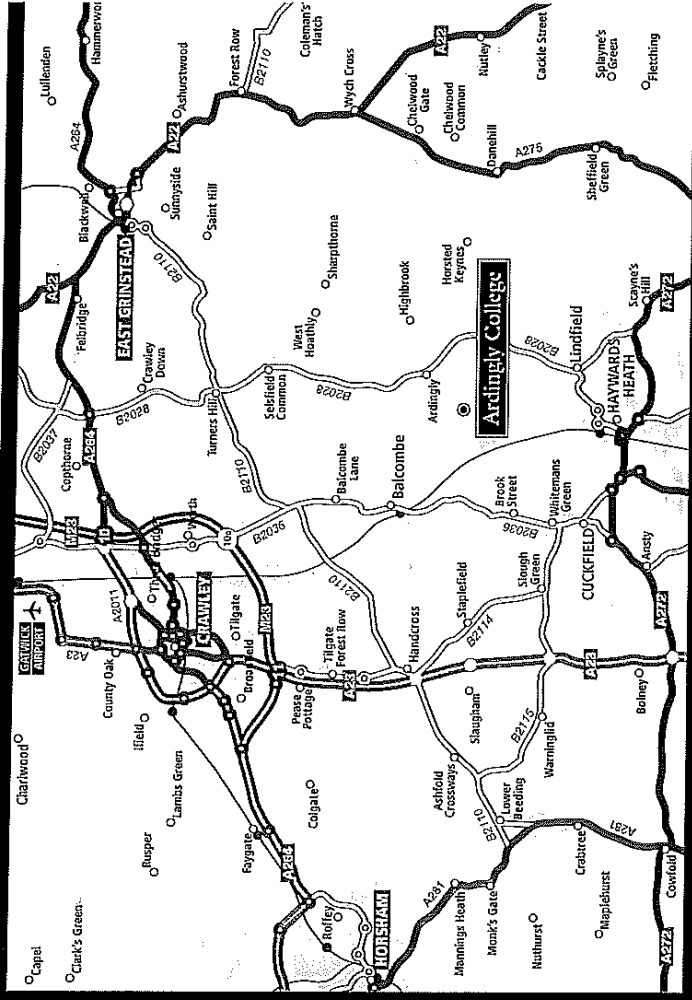 Capel
Charlwood
GATWICK
AIRPORT
Lullenden
Clark's Green
A23
M23
B2037
A22
A264
Hammerwood
Rusper
Ifield
County Oak
A2011
Copthorne
A264
Felbridge
Blackwell
Lambs Green
10
B2028
Crawley
Down
EAST GRINSTEAD
Sunnyside
A22
Ashurstwood
CRAWLEY
Worth
B2110
Saint Hill
Faygate
Tilgate
10a
Turners Hill
Forest Row
B2110
A264
M23
B2036
B2110
Selsfield
Common
Coleman's
Hatch
Colgate
Pease
Pottage
Tilgate
Forest Row
West
Hoathly
Sharpthorne
Roffey
A23
B2110
Balcombe
Lane
B2028
Wych Cross
HORSHAM
Handcross
Balcombe
Highbrook
Ardingly
Chelwood
Gate
A281
Ashfold
Crossways
Staplefield
Chelwood
Common
A22
Mannings Heath
Slaugham
B2114
Horsted
Keynes
Nutley
Monk's Gate
B2110
Lower
Beeding
B2115
Ardingly College
Danehill
Nuthurst
Warninglid
Slough
Green
B2036
Brook
Street
B2028
A275
Cackle Street
Crabtree
Whitemans
Green
Lindfield
Sheffield
Green
Maplehurst
A281
A23
CUCKFIELD
HAYWARDS
HEATH
Splayne's
Green
Bolney
Ansty
Scayne's
Hill
Fletching
A272
Cowfold
A272
A272